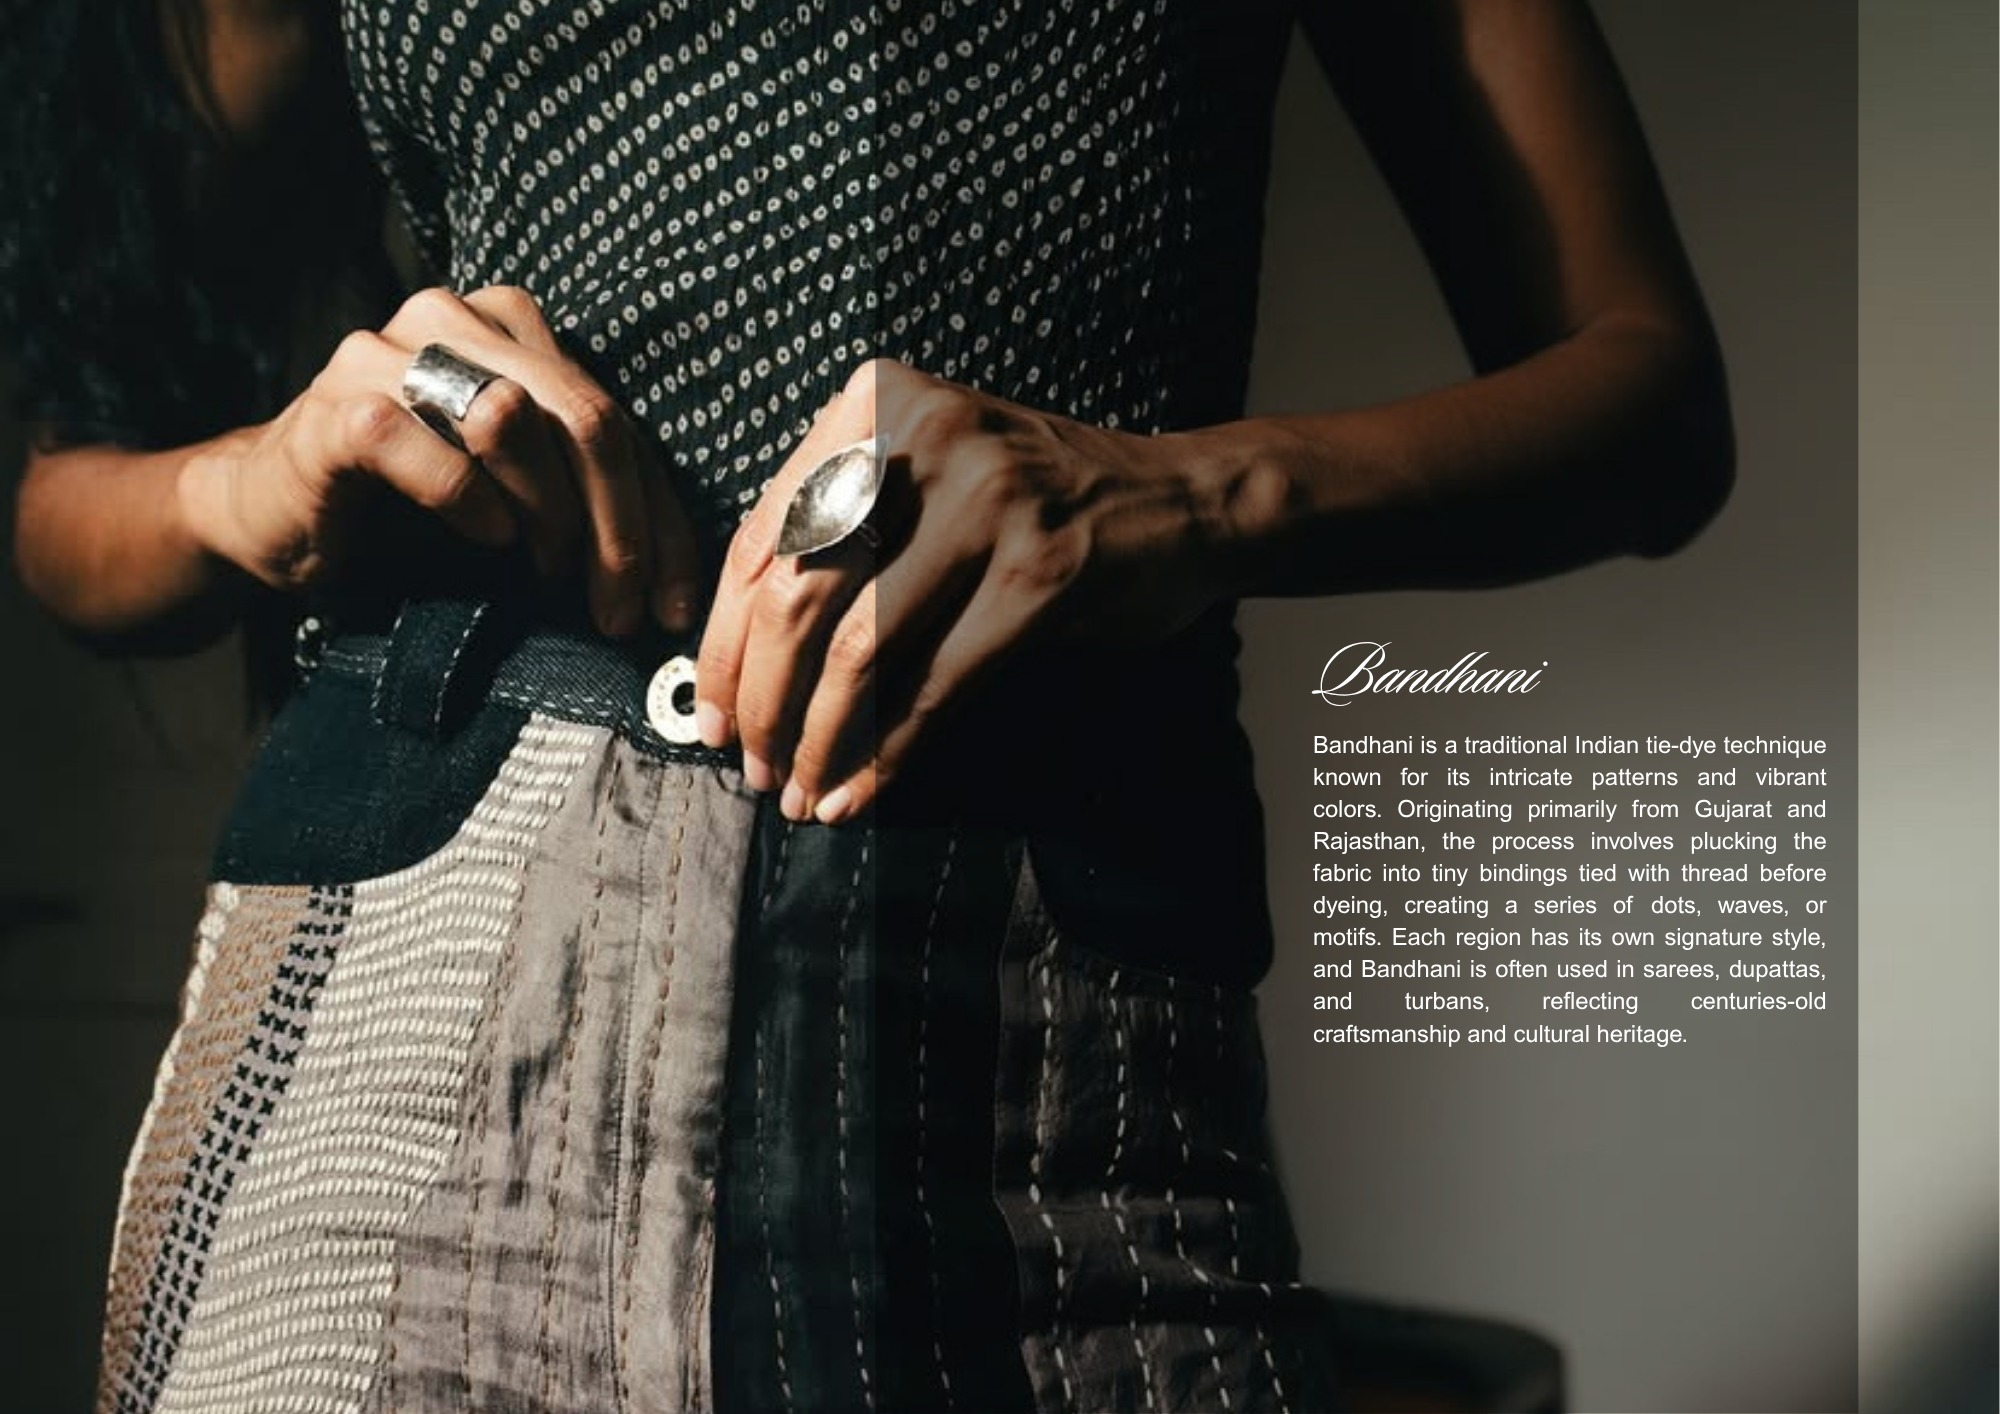 Bandhani
Bandhani is a traditional Indian tie-dye technique
known for its intricate patterns and vibrant
colors. Originating primarily from Gujarat and
Rajasthan, the process involves plucking the
fabric into tiny bindings tied with thread before
dyeing, creating a series of dots, waves, or
motifs. Each region has its own signature style,
and Bandhani is often used in sarees, dupattas,
and turbans, reflecting centuries-old
craftsmanship and cultural heritage.